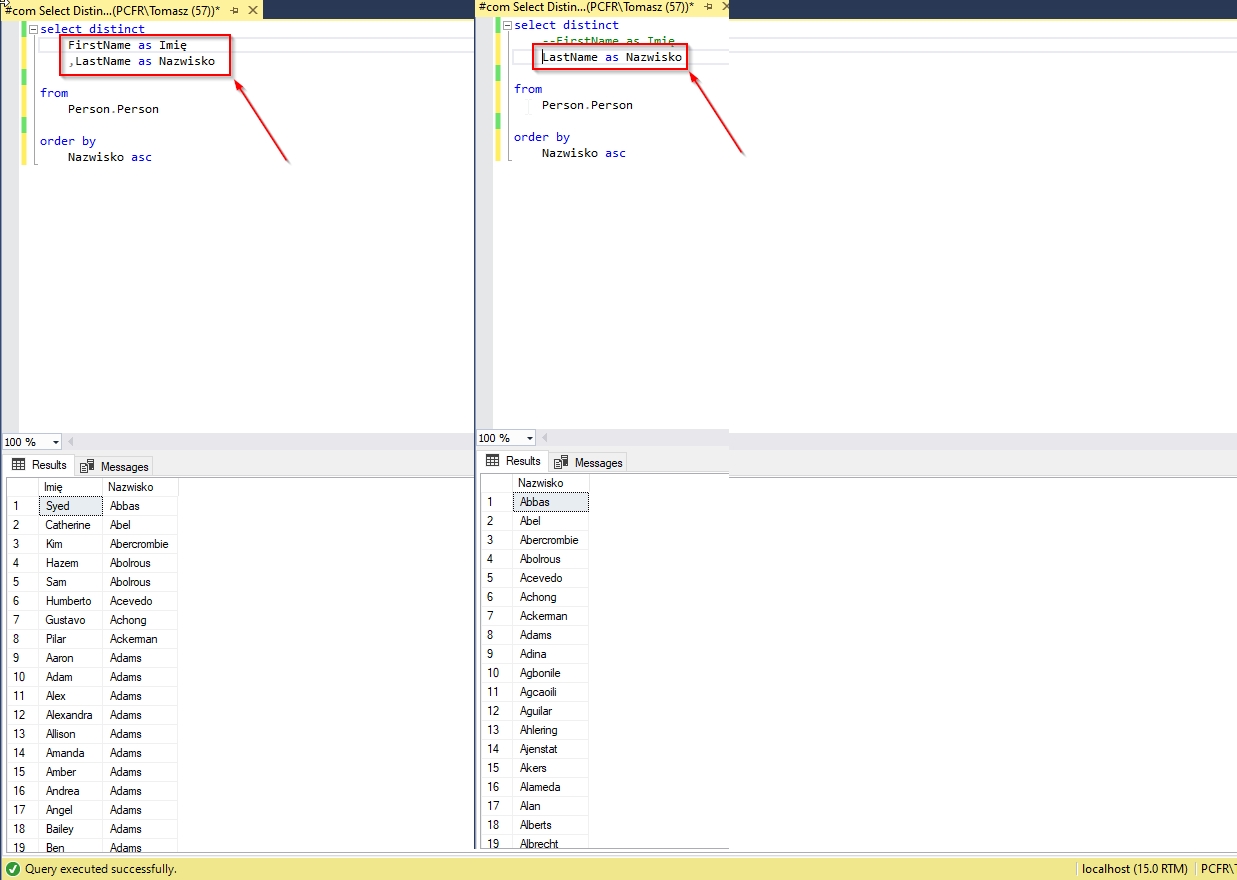 #com Select Distin...(PCFR\Tomasz (57))*
select distinct
FirstName as Imię
,LastName as Nazwisko
from
Person.Person
order by
Nazwisko asc
100 %
Results Messages
Imię Nazwisko
1 Syed Abbas
2 Catherine Abel
3 Kim Abercrombie
4 Hazem Abolrous
5 Sam Abolrous
6 Humberto Acevedo
7 Gustavo Achong
8 Pilar Ackerman
9 Aaron Adams
10 Adam Adams
11 Alex Adams
12 Alexandra Adams
13 Allison Adams
14 Amanda Adams
15 Amber Adams
16 Andrea Adams
17 Angel Adams
18 Bailey Adams
19 Ben Adams
#com Select Distin...(PCFR\Tomasz (57))*
select distinct
--FirstName as Imię
LastName as Nazwisko
from
Person.Person
order by
Nazwisko asc
100 %
Results Messages
Nazwisko
1 Abbas
2 Abel
3 Abercrombie
4 Abolrous
5 Acevedo
6 Achong
7 Ackerman
8 Adams
9 Adina
10 Agbonile
11 Agcaoili
12 Aguilar
13 Ahlering
14 Ajenstat
15 Akers
16 Alameda
17 Alan
18 Alberts
19 Albrecht
Query executed successfully. localhost (15.0 RTM) PCFR\T